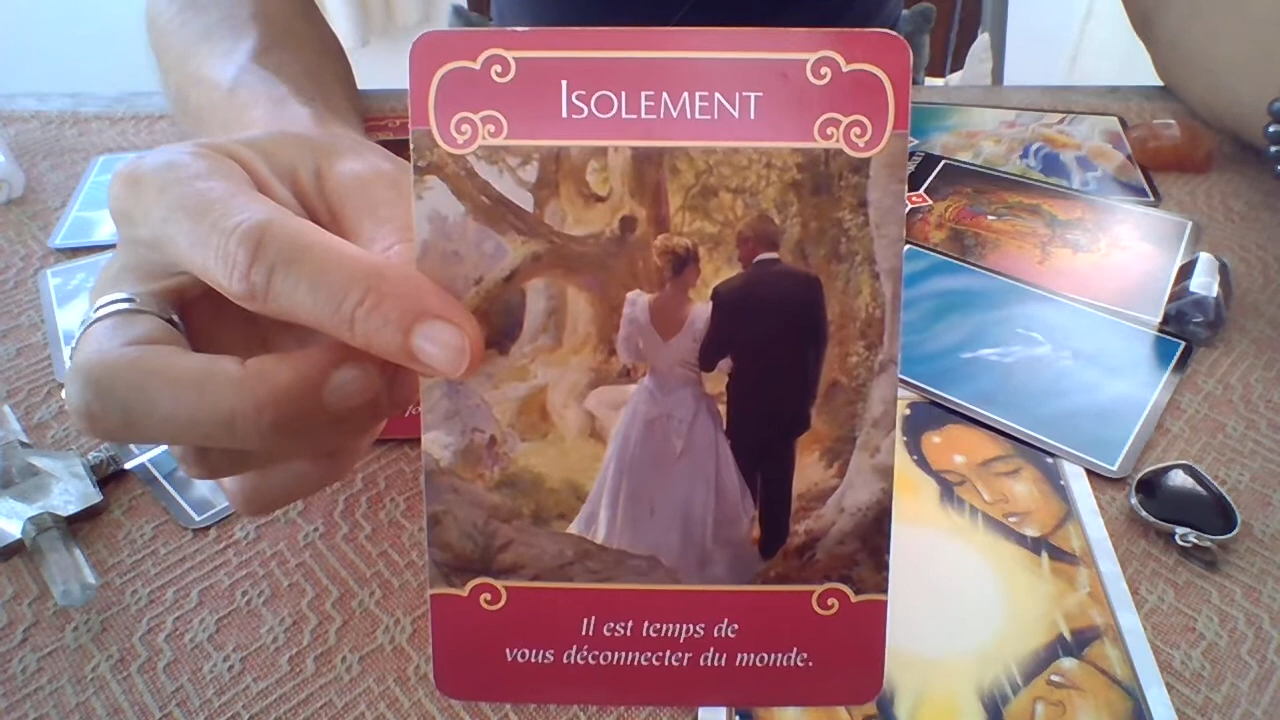 Isolement
Il est temps de
vous déconnecter du monde.